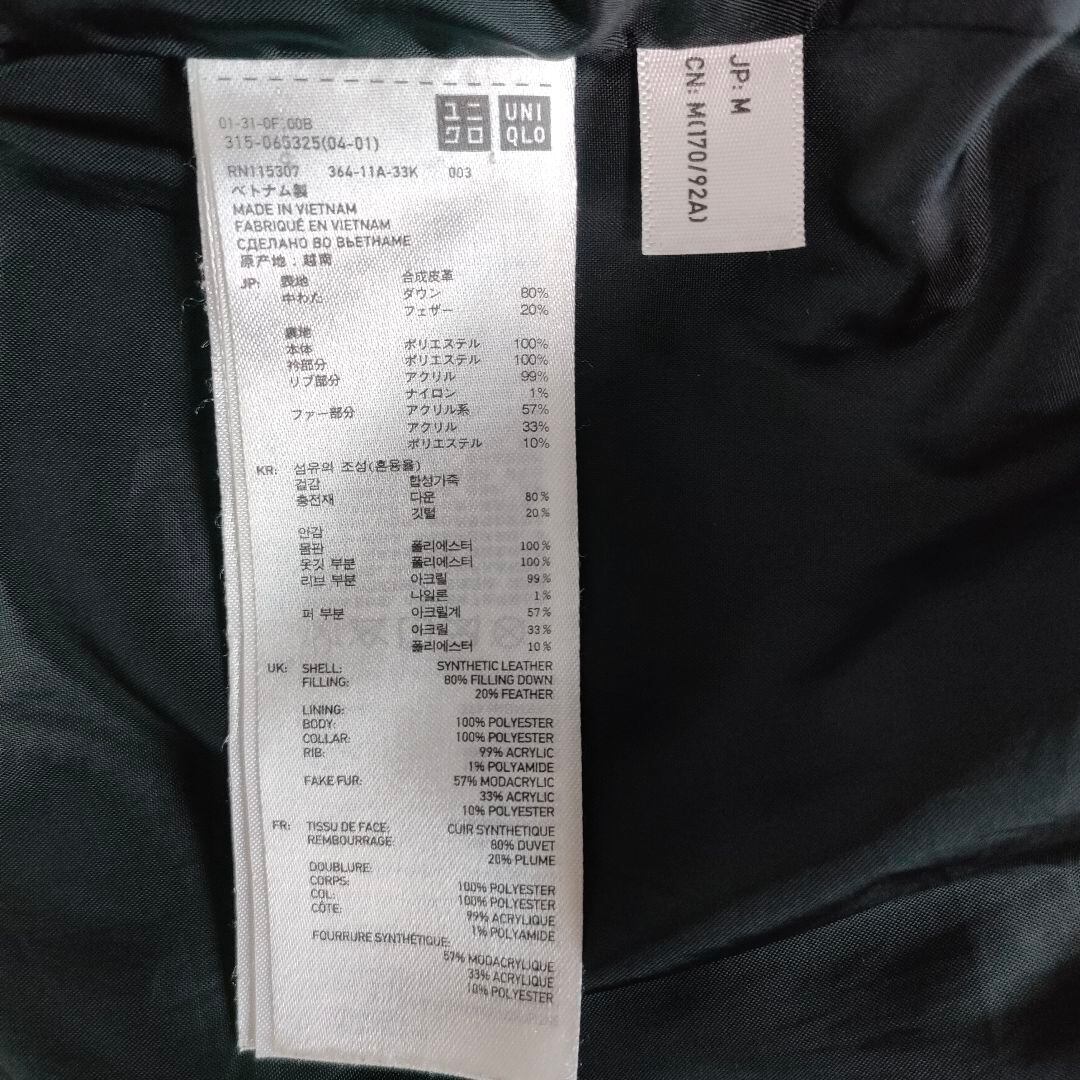 01-31-0F 00B
315-065325(04-01)
ユニ
クロ
UNI
QLO
RN115307 364-11A-33K 003
ベトナム製
MADE IN VIETNAM
FABRIQUÉ EN VIETNAM
СДЕЛАНО ВО ВЬЕТНАМЕ
原产地：越南
JP: 表地 合成皮革
中わた ダウン 80%
フェザー 20%
裏地
本体 ポリエステル 100%
衿部分 ポリエステル 100%
リブ部分 アクリル 99%
ナイロン 1%
ファー部分 アクリル系 57%
アクリル 33%
ポリエステル 10%
KR: 섬유의 조성(혼용율)
겉감 합성가죽
충전재 다운 80%
깃털 20%
안감
몸판 폴리에스터 100%
옷깃 부분 폴리에스터 100%
리브 부분 아크릴 99%
나일론 1%
퍼 부분 아크릴계 57%
아크릴 33%
폴리에스터 10%
UK: SHELL: SYNTHETIC LEATHER
FILLING: 80% FILLING DOWN
20% FEATHER
LINING:
BODY: 100% POLYESTER
COLLAR: 100% POLYESTER
RIB: 99% ACRYLIC
1% POLYAMIDE
FAKE FUR: 57% MODACRYLIC
33% ACRYLIC
10% POLYESTER
FR: TISSU DE FACE: CUIR SYNTHETIQUE
REMBOURRAGE: 80% DUVET
20% PLUME
DOUBLURE:
CORPS: 100% POLYESTER
COL: 100% POLYESTER
CÔTE: 99% ACRYLIQUE
1% POLYAMIDE
FOURRURE SYNTHÉTIQUE:
57% MODACRYLIQUE
33% ACRYLIQUE
10% POLYESTER
JP: M
CN: M(170/92A)